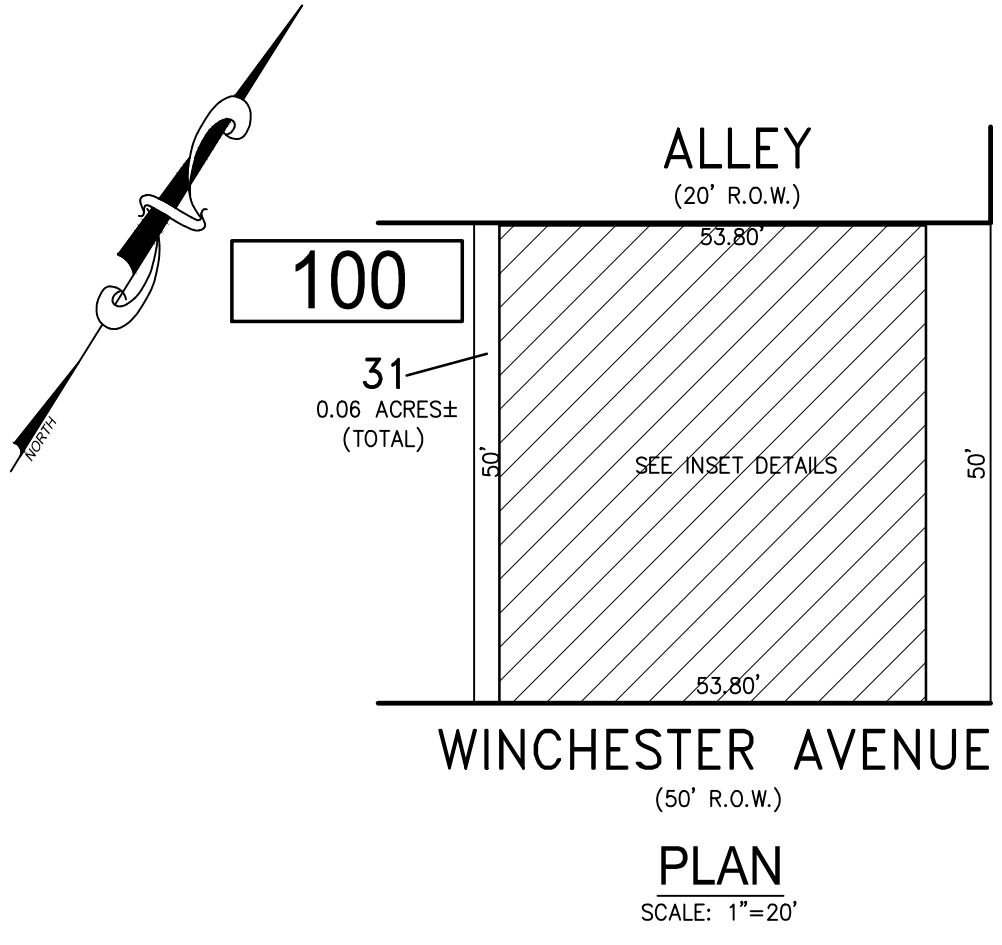 ALLEY
(20' R.O.W.)
53.80'
100
31
0.06 ACRES±
(TOTAL)
50'
SEE INSET DETAILS
50'
NORTH
53.80'
WINCHESTER AVENUE
(50' R.O.W.)
PLAN
SCALE: 1"=20'